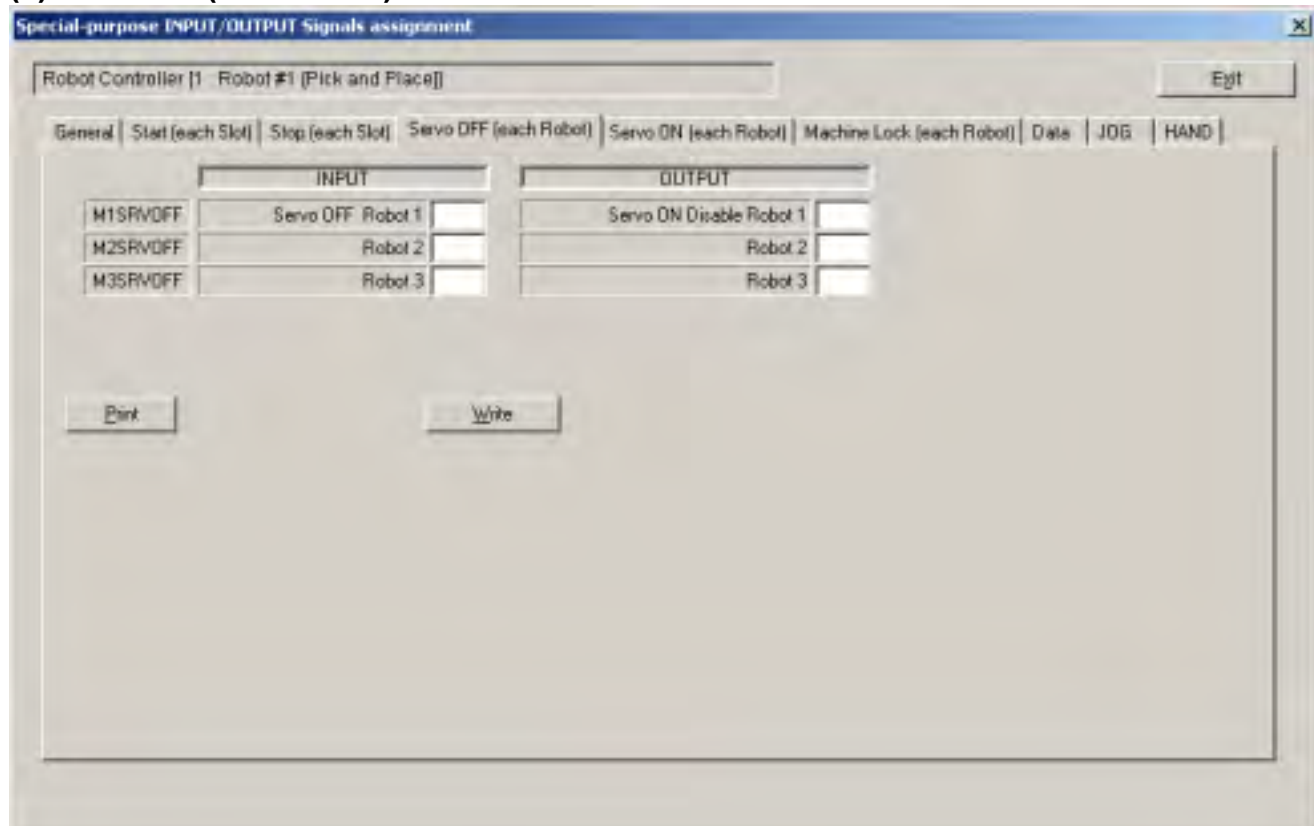 Special-purpose INPUT/OUTPUT Signals assignment
Robot Controller [1 Robot #1 (Pick and Place)]
Exit
General Start (each Slot) Stop (each Slot) Servo OFF (each Robot) Servo ON (each Robot) Machine Lock (each Robot) Data JOG HAND
INPUT OUTPUT
M1SRVOFF Servo OFF Robot 1 Servo ON Disable Robot 1
M2SRVOFF Robot 2 Robot 2
M3SRVOFF Robot 3 Robot 3
Print Write